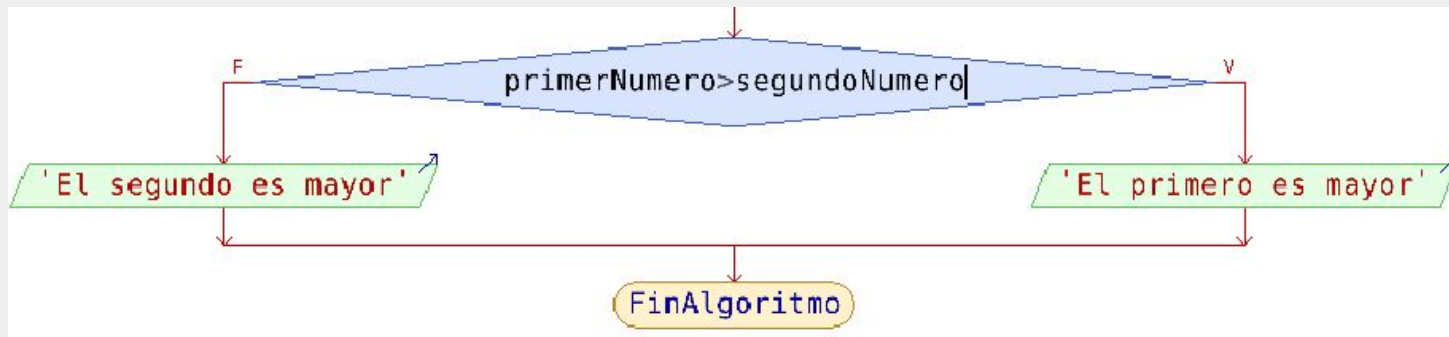 F
primerNumero>segundoNumero
V
'El segundo es mayor'
'El primero es mayor'
FinAlgoritmo